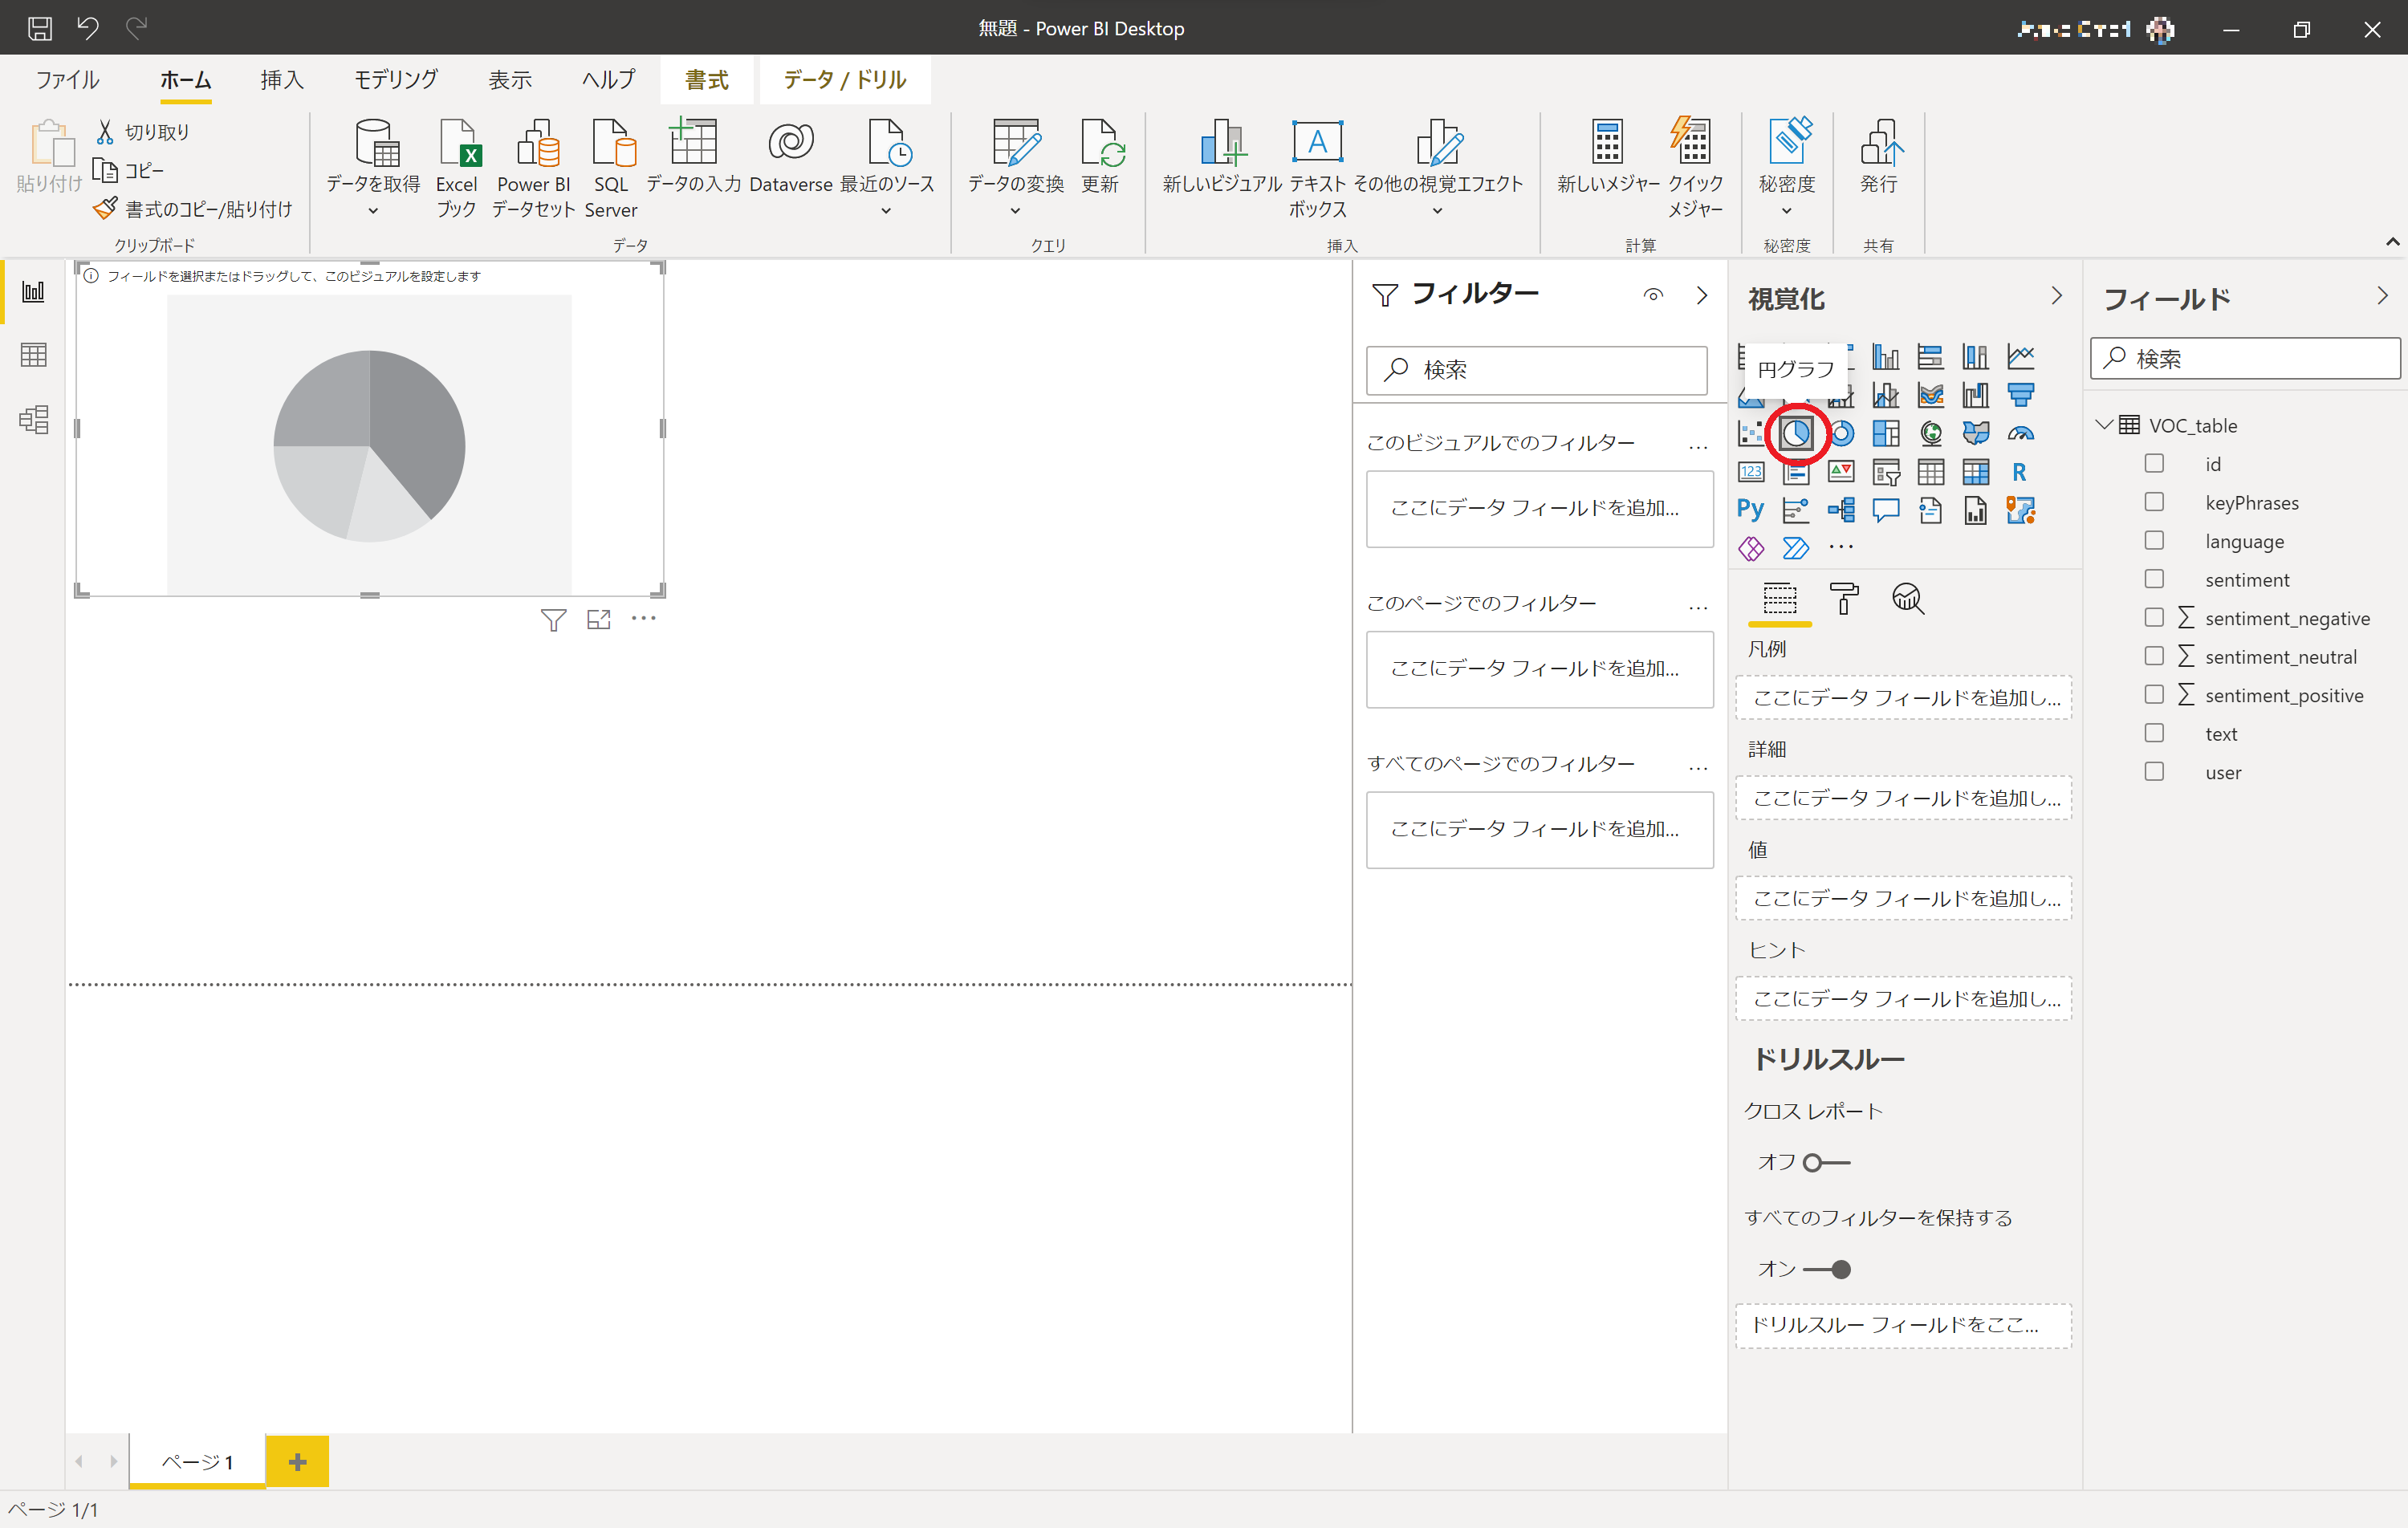 無題 - Power BI Desktop
ファイル
ホーム
挿入
モデリング
表示
ヘルプ
書式
データ / ドリル
貼り付け
切り取り
コピー
書式のコピー/貼り付け
クリップボード
データを取得
Excel
ブック
Power BI
データセット
SQL
Server
データの入力
Dataverse
最近のソース
データ
データの変換
更新
クエリ
新しいビジュアル
テキスト
ボックス
その他の視覚エフェクト
挿入
新しいメジャー
クイック
メジャー
計算
秘密度
秘密度
発行
共有
フィールドを選択またはドラッグして、このビジュアルを設定します
フィルター
検索
このビジュアルでのフィルター
ここにデータ フィールドを追加...
このページでのフィルター
ここにデータ フィールドを追加...
すべてのページでのフィルター
ここにデータ フィールドを追加...
視覚化
円グラフ
123
R
Py
凡例
ここにデータ フィールドを追加し...
詳細
ここにデータ フィールドを追加し...
値
ここにデータ フィールドを追加し...
ヒント
ここにデータ フィールドを追加し...
ドリルスルー
クロス レポート
オフ
すべてのフィルターを保持する
オン
ドリルスルー フィールドをここ...
フィールド
検索
VOC_table
id
keyPhrases
language
sentiment
∑ sentiment_negative
∑ sentiment_neutral
∑ sentiment_positive
text
user
ページ 1
ページ 1/1